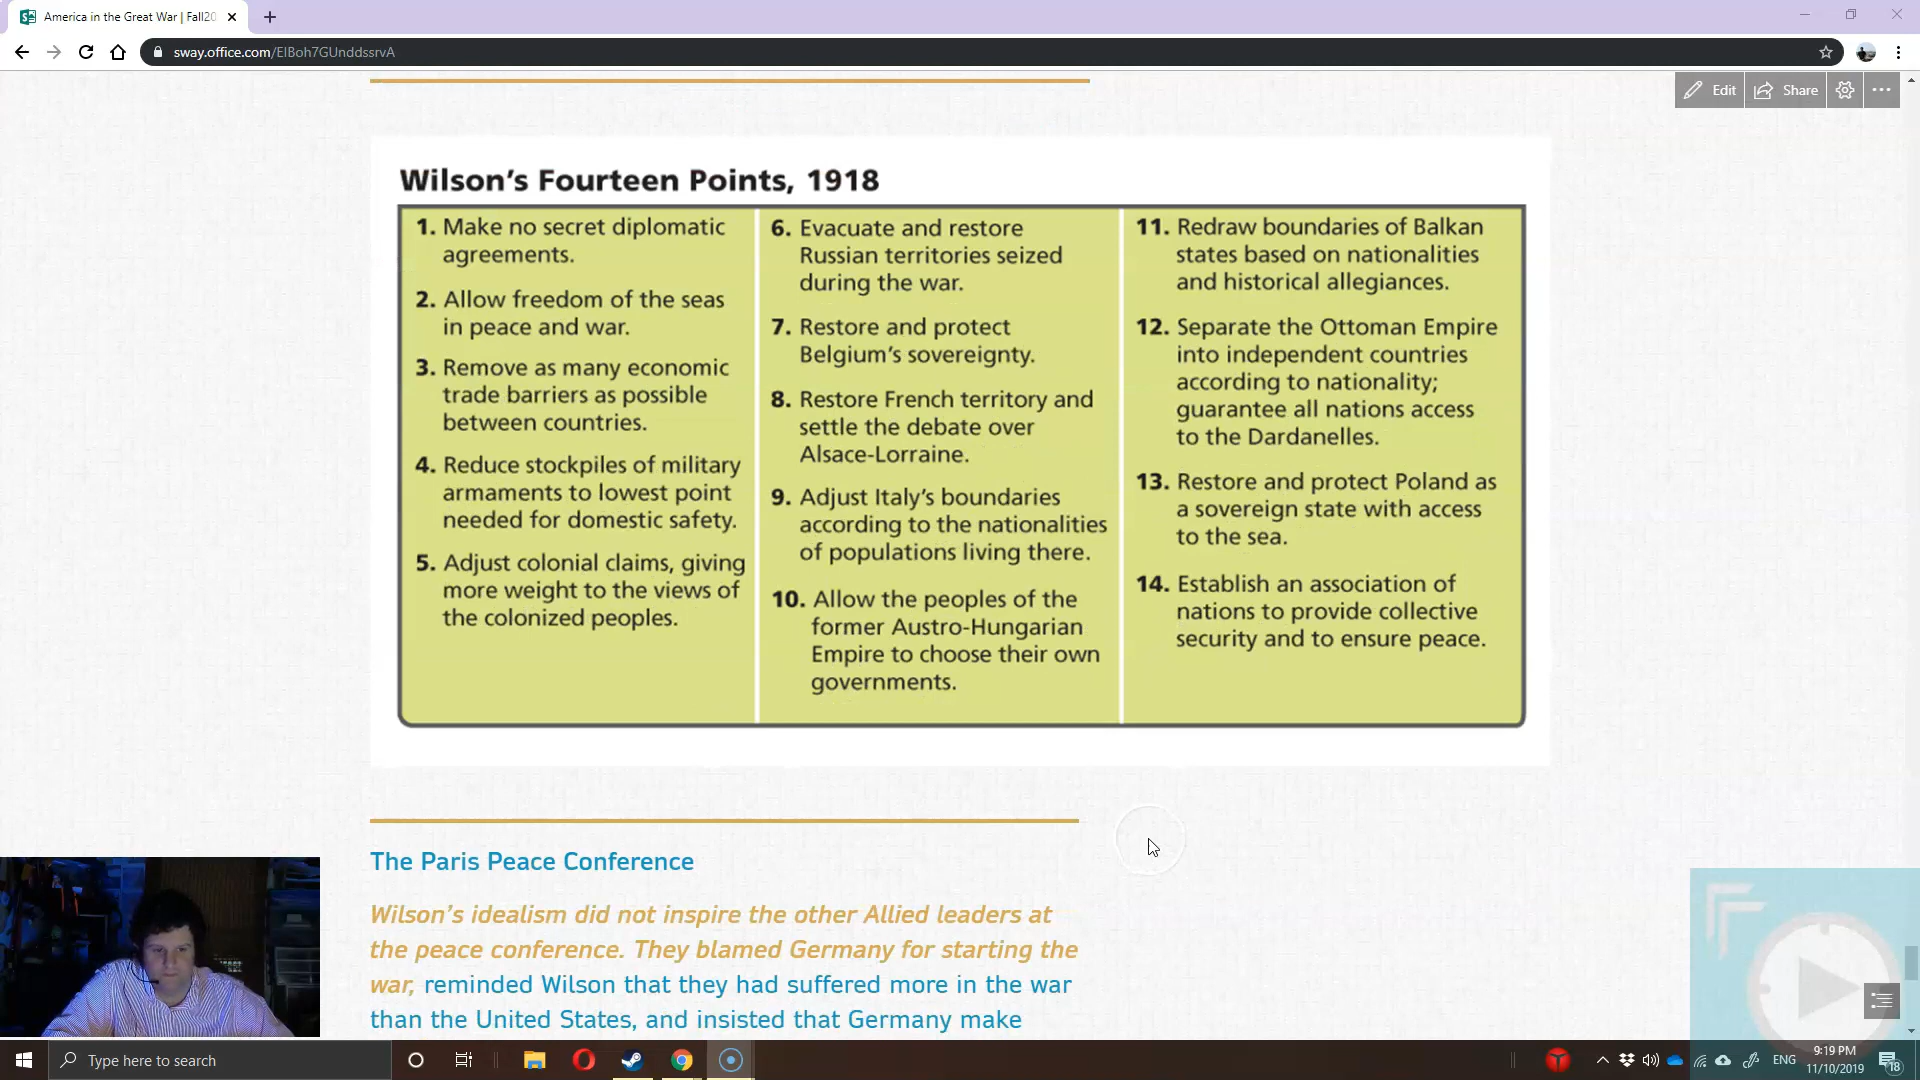 America in the Great War | Fall20
sway.office.com/EIBoh7GUnddssrvA
Edit
Share
Wilson's Fourteen Points, 1918
1. Make no secret diplomatic
agreements.
2. Allow freedom of the seas
in peace and war.
3. Remove as many economic
trade barriers as possible
between countries.
4. Reduce stockpiles of military
armaments to lowest point
needed for domestic safety.
5. Adjust colonial claims, giving
more weight to the views of
the colonized peoples.
6. Evacuate and restore
Russian territories seized
during the war.
7. Restore and protect
Belgium's sovereignty.
8. Restore French territory and
settle the debate over
Alsace-Lorraine.
9. Adjust Italy's boundaries
according to the nationalities
of populations living there.
10. Allow the peoples of the
former Austro-Hungarian
Empire to choose their own
governments.
11. Redraw boundaries of Balkan
states based on nationalities
and historical allegiances.
12. Separate the Ottoman Empire
into independent countries
according to nationality;
guarantee all nations access
to the Dardanelles.
13. Restore and protect Poland as
a sovereign state with access
to the sea.
14. Establish an association of
nations to provide collective
security and to ensure peace.
The Paris Peace Conference
Wilson's idealism did not inspire the other Allied leaders at
the peace conference. They blamed Germany for starting the
war, reminded Wilson that they had suffered more in the war
than the United States, and insisted that Germany make
Type here to search
ENG
9:19 PM
11/10/2019
18